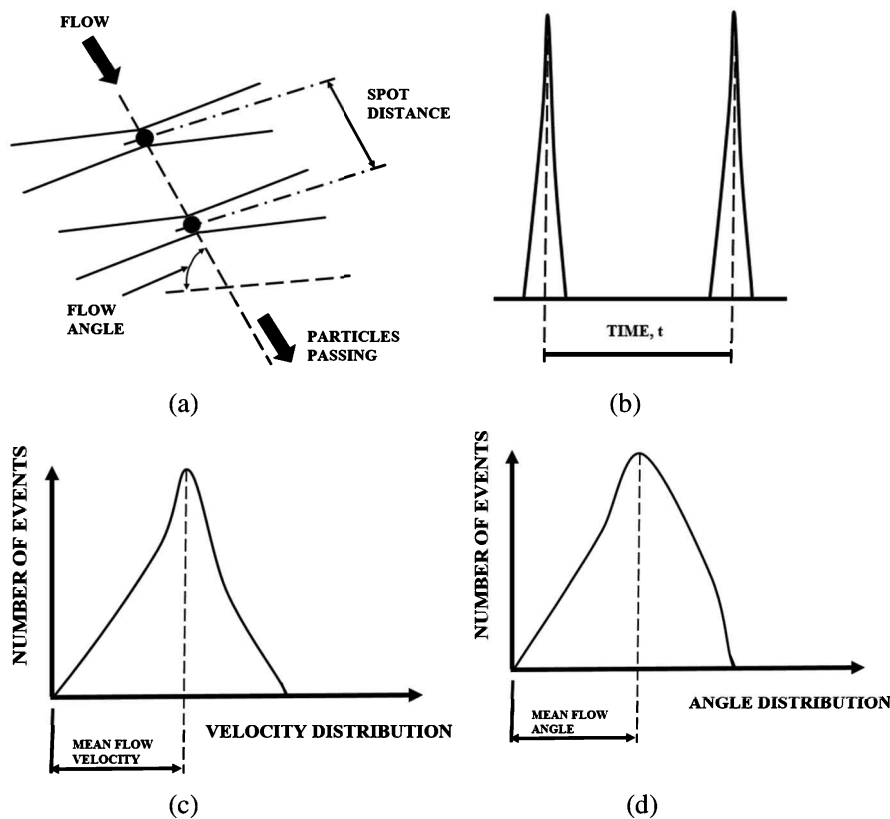 FLOW
SPOT
DISTANCE
FLOW
ANGLE
PARTICLES
PASSING
(a)
TIME, t
(b)
NUMBER OF EVENTS
VELOCITY DISTRIBUTION
MEAN FLOW
VELOCITY
(c)
NUMBER OF EVENTS
ANGLE DISTRIBUTION
MEAN FLOW
ANGLE
(d)